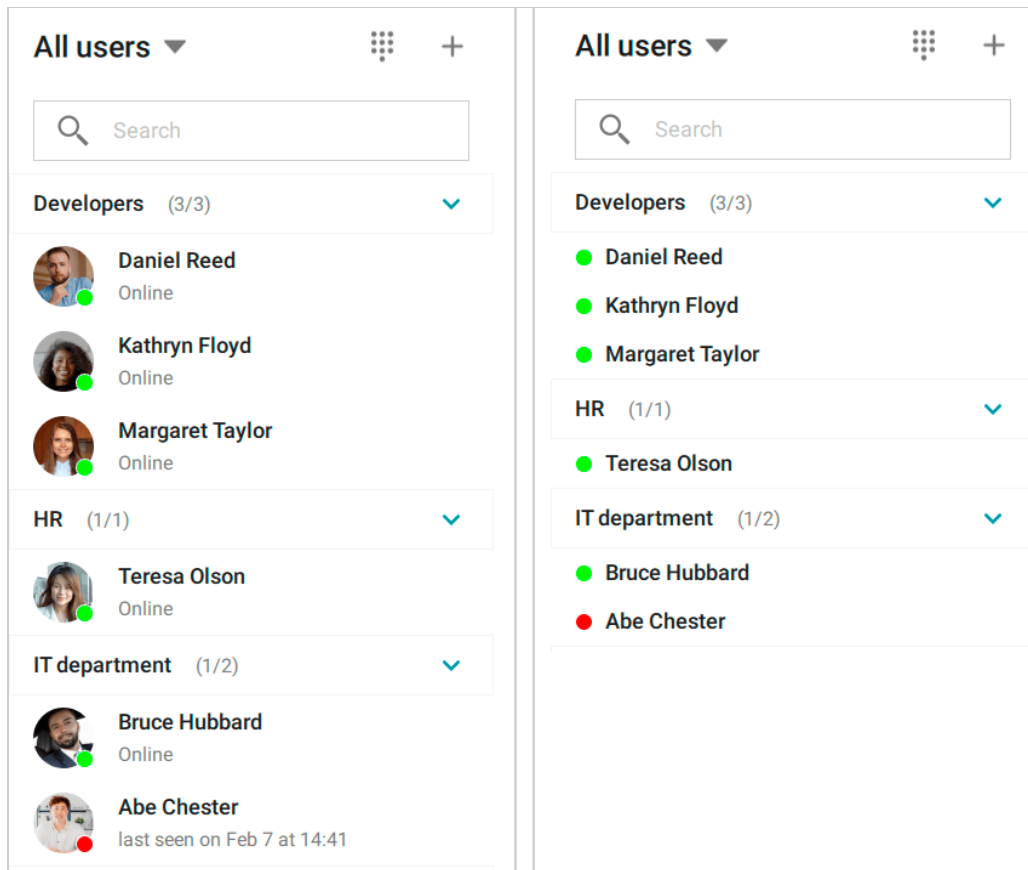 All users
Search
Developers (3/3)
Daniel Reed
Online
Kathryn Floyd
Online
Margaret Taylor
Online
HR (1/1)
Teresa Olson
Online
IT department (1/2)
Bruce Hubbard
Online
Abe Chester
last seen on Feb 7 at 14:41
All users
Search
Developers (3/3)
Daniel Reed
Kathryn Floyd
Margaret Taylor
HR (1/1)
Teresa Olson
IT department (1/2)
Bruce Hubbard
Abe Chester